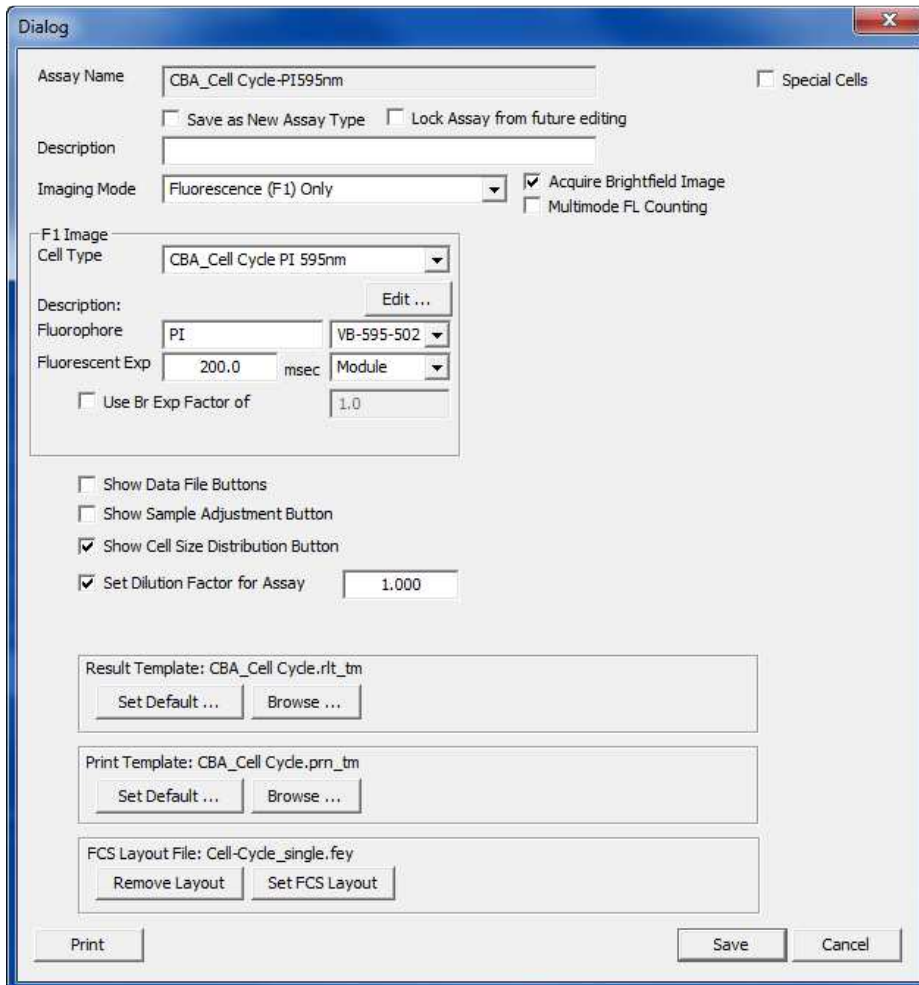 Dialog
Assay Name CBA_Cell Cycle-PI595nm Special Cells
Save as New Assay Type Lock Assay from future editing
Description
Imaging Mode Fluorescence (F1) Only Acquire Brightfield Image
Multimode FL Counting
F1 Image
Cell Type CBA_Cell Cycle PI 595nm
Description: Edit ...
Fluorophore PI VB-595-502
Fluorescent Exp 200.0 msec Module
Use Br Exp Factor of 1.0
Show Data File Buttons
Show Sample Adjustment Button
Show Cell Size Distribution Button
Set Dilution Factor for Assay 1.000
Result Template: CBA_Cell Cycle.rlt_tm
Set Default ... Browse ...
Print Template: CBA_Cell Cycle.prn_tm
Set Default ... Browse ...
FCS Layout File: Cell-Cycle_single.fey
Remove Layout Set FCS Layout
Print Save Cancel